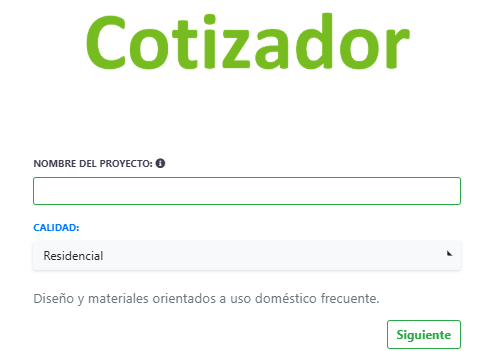 Cotizador
NOMBRE DEL PROYECTO:
CALIDAD:
Residencial
Diseño y materiales orientados a uso doméstico frecuente.
Siguiente